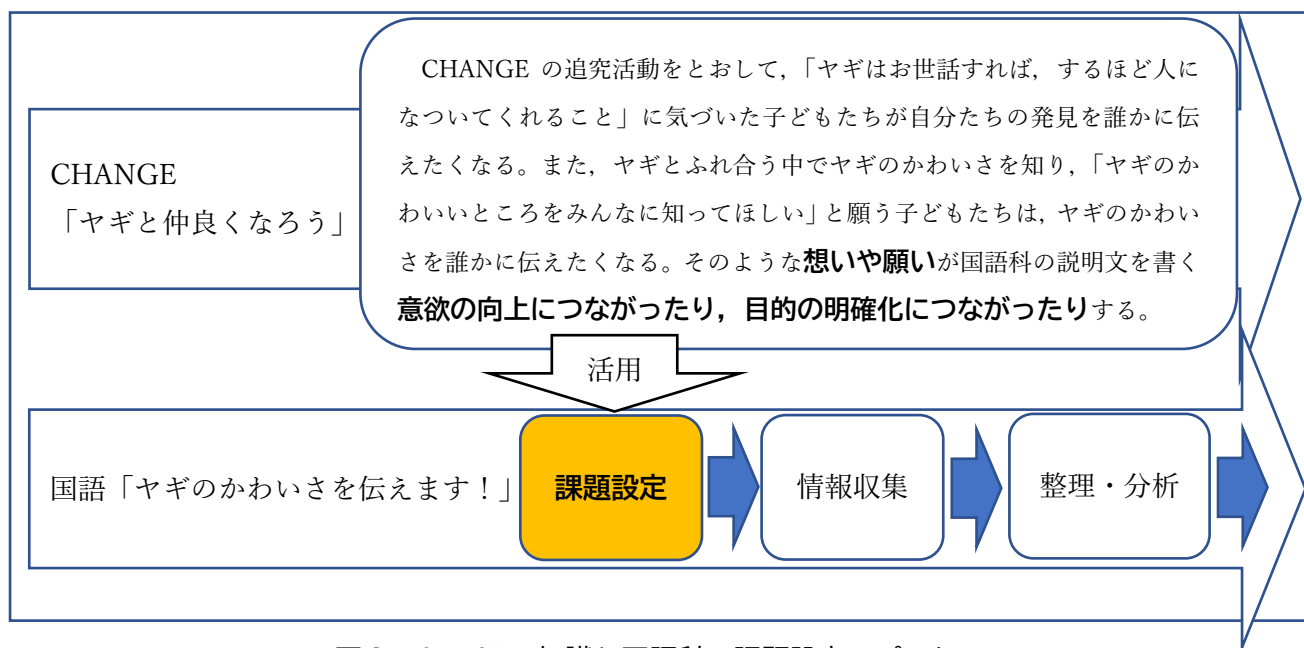 CHANGE の追究活動をとおして，「ヤギはお世話すれば，するほど人に
なついてくれること」に気づいた子どもたちが自分たちの発見を誰かに伝
えたくなる。また，ヤギとふれ合う中でヤギのかわいさを知り，「ヤギのか
わいいところをみんなに知ってほしい」と願う子どもたちは，ヤギのかわい
さを誰かに伝えたくなる。そのような想いや願いが国語科の説明文を書く
意欲の向上につながったり，目的の明確化につながったりする。
CHANGE
「ヤギと仲良くなろう」
活用
国語「ヤギのかわいさを伝えます！」
課題設定
情報収集
整理・分析